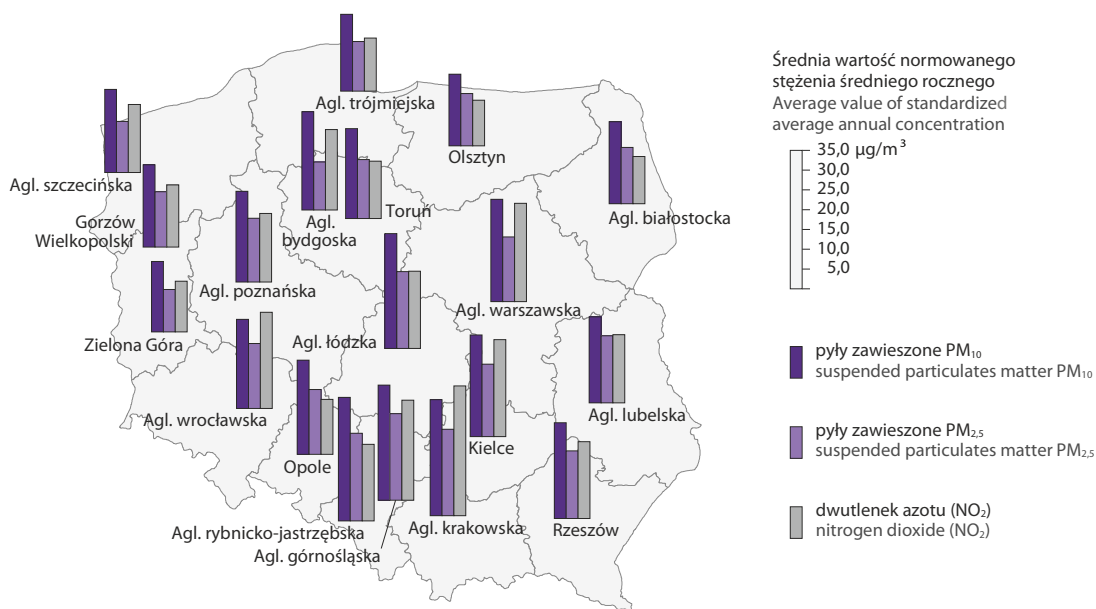 Agl. trójmiejska
Olsztyn
Agl. szczecińska
Gorzów
Wielkopolski
Agl.
bydgoska
Toruń
Agl. białostocka
Agl. poznańska
Agl. warszawska
Zielona Góra
Agl. łódzka
Agl. wrocławska
Agl. lubelska
Opole
Kielce
Agl. rybnicko-jastrzębska
Agl. górnośląska
Agl. krakowska
Rzeszów
Średnia wartość normowanego
stężenia średniego rocznego
Average value of standardized
average annual concentration
35,0 µg/m³
30,0
25,0
20,0
15,0
10,0
5,0
pyły zawieszone PM₁₀
suspended particulates matter PM₁₀
pyły zawieszone PM₂,₅
suspended particulates matter PM₂,₅
dwutlenek azotu (NO₂)
nitrogen dioxide (NO₂)